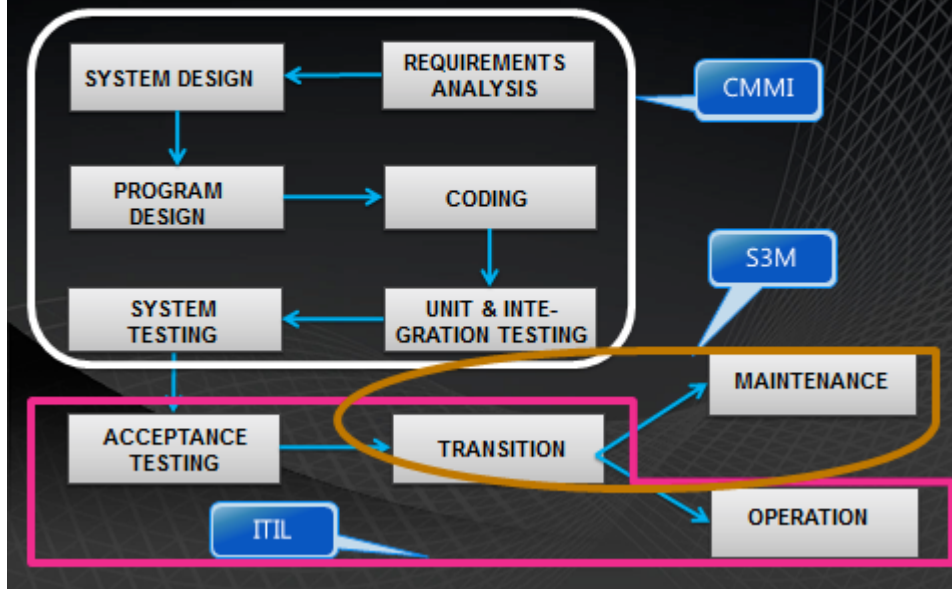 SYSTEM DESIGN
REQUIREMENTS
ANALYSIS
CMMI
PROGRAM
DESIGN
CODING
S3M
SYSTEM
TESTING
UNIT & INTE-
GRATION TESTING
MAINTENANCE
ACCEPTANCE
TESTING
TRANSITION
OPERATION
ITIL